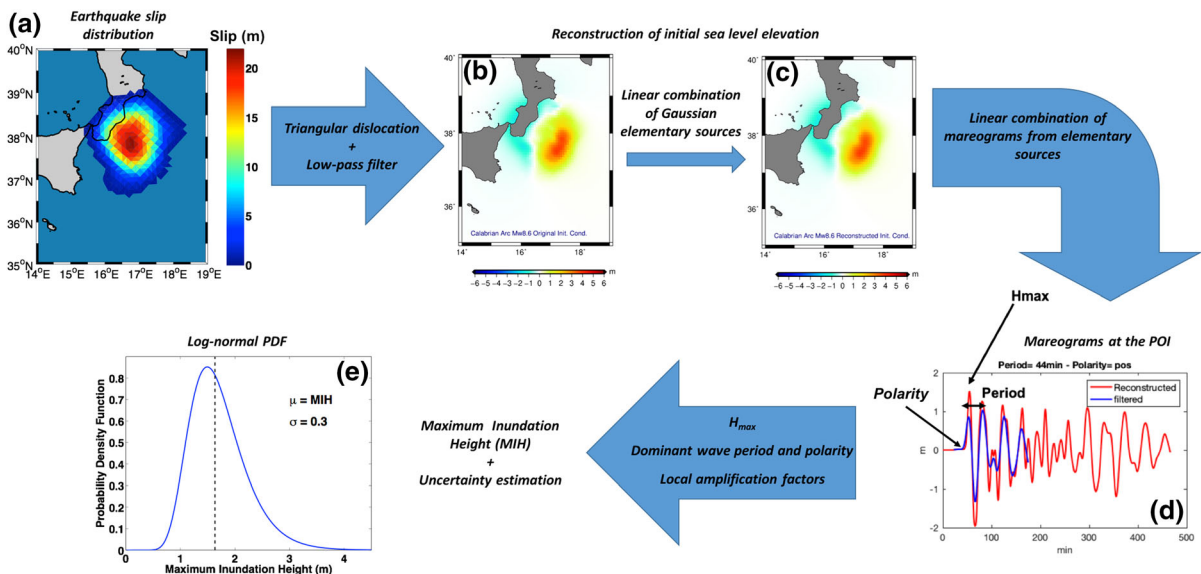 (a)
Earthquake slip
distribution
Slip (m)
40°N
39°N
38°N
37°N
36°N
35°N
14°E 15°E 16°E 17°E 18°E 19°E
20
15
10
5
0
Triangular dislocation
+
Low-pass filter
Reconstruction of initial sea level elevation
(b)
40˚
38˚
36˚
Calabrian Arc Mw8.6 Original Init. Cond.
14˚ 16˚ 18˚
m
−6 −5 −4 −3 −2 −1 0 1 2 3 4 5 6
Linear combination
of Gaussian
elementary sources
(c)
40˚
38˚
36˚
Calabrian Arc Mw8.6 Reconstructed Init. Cond.
14˚ 16˚ 18˚
m
−6 −5 −4 −3 −2 −1 0 1 2 3 4 5 6
Linear combination of
mareograms from elementary
sources
Hmax
Mareograms at the POI
Period= 44min - Polarity= pos
Polarity
Period
Reconstructed
filtered
2
1
E 0
-1
-2
0 100 200 300 400 500
min
(d)
Hmax
Dominant wave period and polarity
Local amplification factors
Maximum Inundation
Height (MIH)
+
Uncertainty estimation
Log-normal PDF
(e)
μ = MIH
σ = 0.3
Probability Density Function
0.8
0.7
0.6
0.5
0.4
0.3
0.2
0.1
0
0 1 2 3 4
Maximum Inundation Height (m)